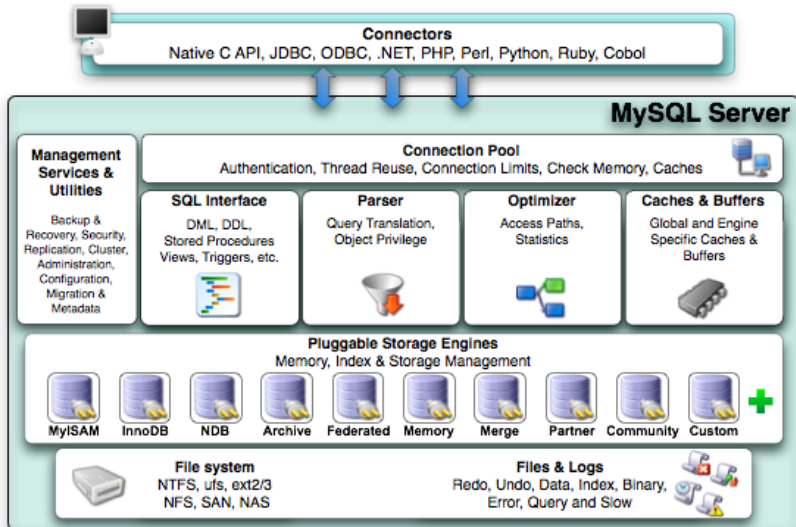 Connectors
Native C API, JDBC, ODBC, .NET, PHP, Perl, Python, Ruby, Cobol
MySQL Server
Management
Services &
Utilities
Backup &
Recovery, Security,
Replication, Cluster,
Administration,
Configuration,
Migration &
Metadata
Connection Pool
Authentication, Thread Reuse, Connection Limits, Check Memory, Caches
SQL Interface
DML, DDL,
Stored Procedures
Views, Triggers, etc.
Parser
Query Translation,
Object Privilege
Optimizer
Access Paths,
Statistics
Caches & Buffers
Global and Engine
Specific Caches &
Buffers
Pluggable Storage Engines
Memory, Index & Storage Management
MyISAM
InnoDB
NDB
Archive
Federated
Memory
Merge
Partner
Community
Custom
File system
NTFS, ufs, ext2/3
NFS, SAN, NAS
Files & Logs
Redo, Undo, Data, Index, Binary,
Error, Query and Slow